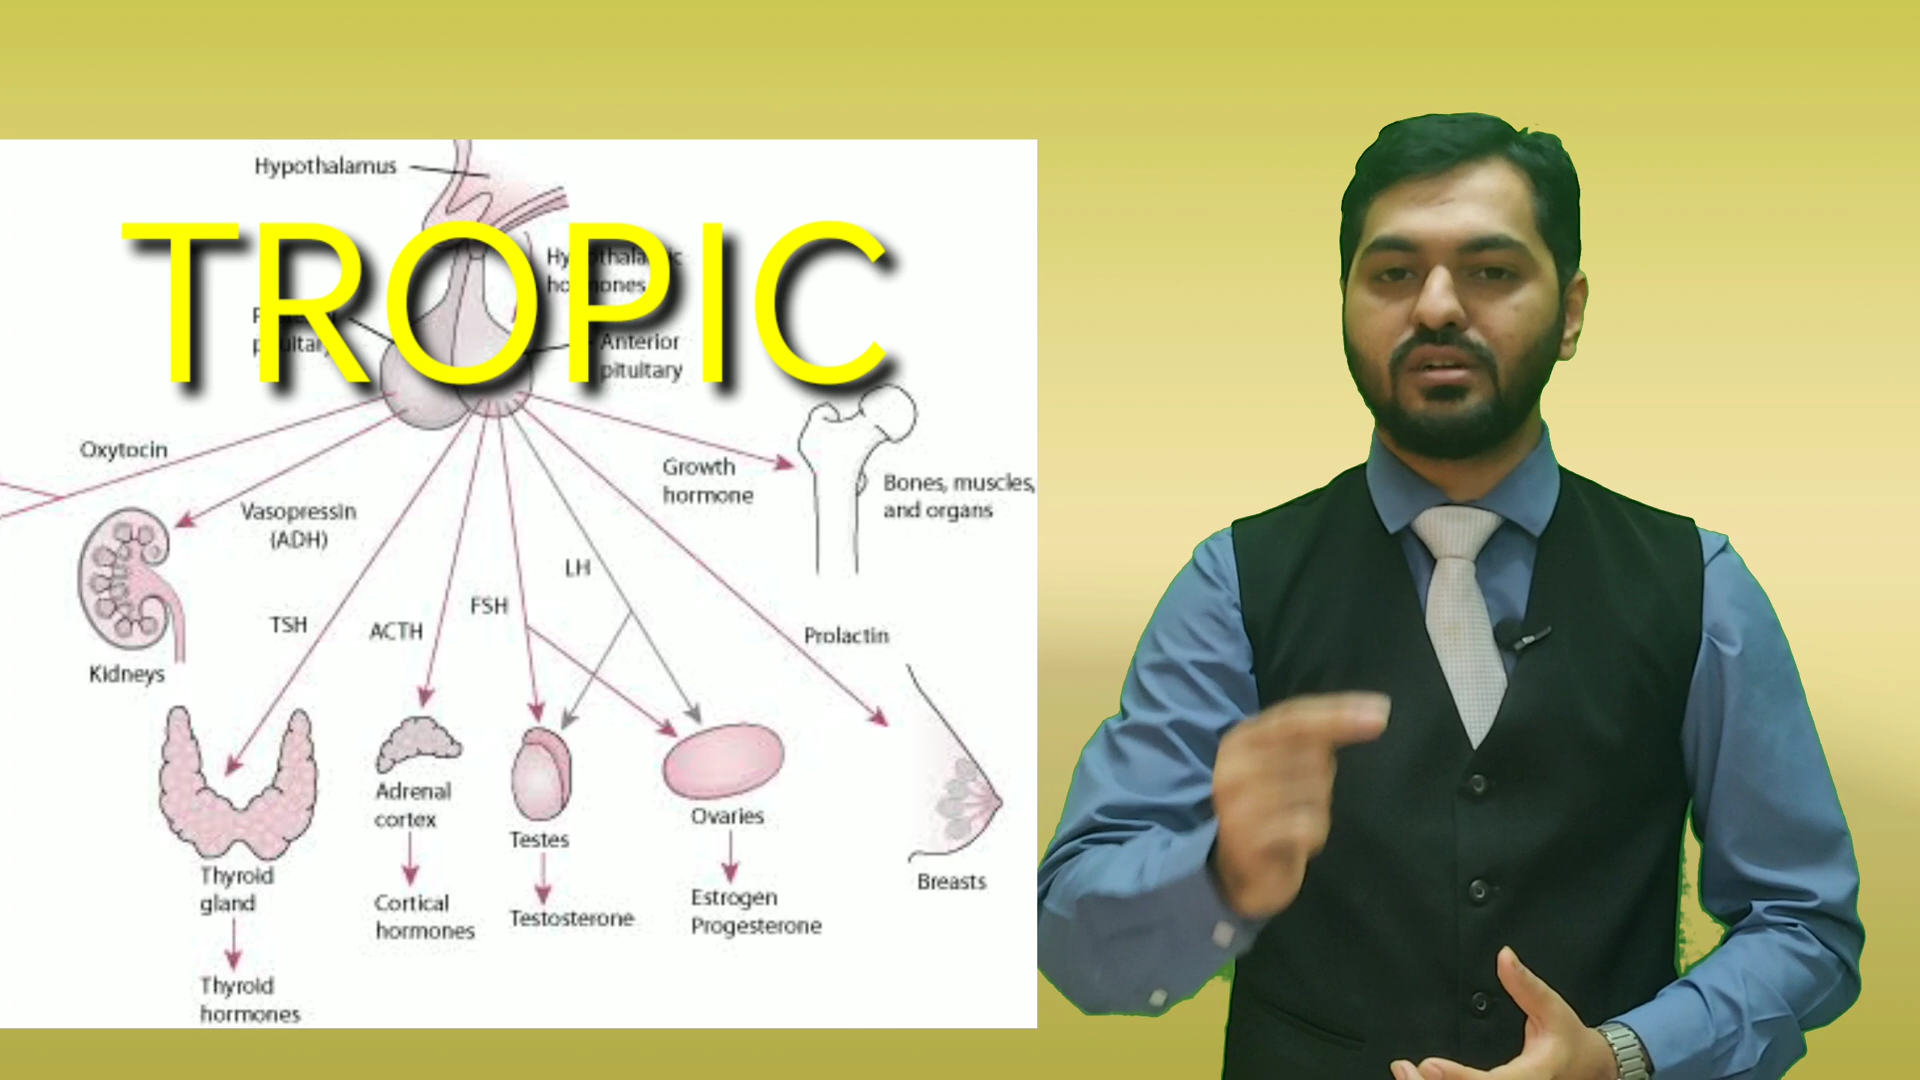 Hypothalamus
TROPIC
Anterior
pituitary
Oxytocin
Growth
hormone
Bones, muscles,
and organs
Vasopressin
(ADH)
LH
FSH
TSH
ACTH
Prolactin
Kidneys
Adrenal
cortex
Testes
Ovaries
Thyroid
gland
Breasts
Cortical
hormones
Testosterone
Estrogen
Progesterone
Thyroid
hormones